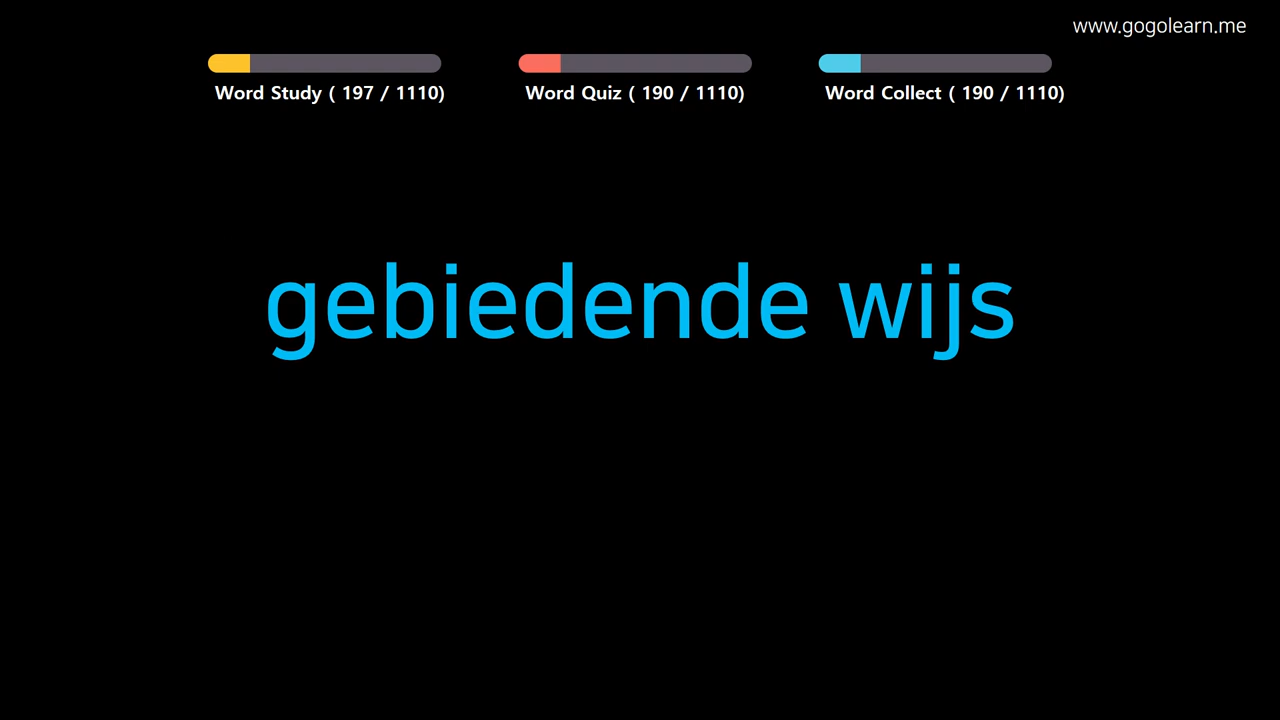 www.gogolearn.me
Word Study ( 197 / 1110)
Word Quiz ( 190 / 1110)
Word Collect ( 190 / 1110)
gebiedende wijs